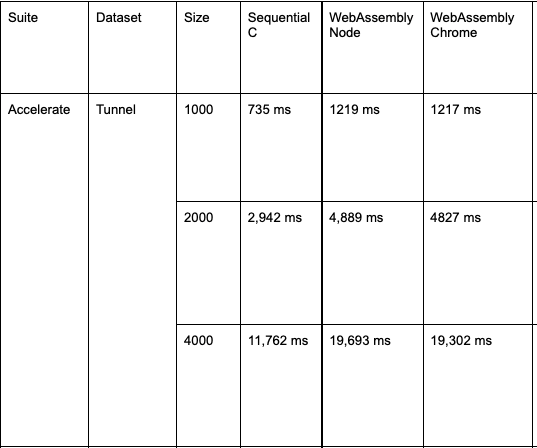 Suite Dataset Size Sequential C WebAssembly Node WebAssembly Chrome
Accelerate Tunnel 1000 735 ms 1219 ms 1217 ms
2000 2,942 ms 4,889 ms 4827 ms
4000 11,762 ms 19,693 ms 19,302 ms